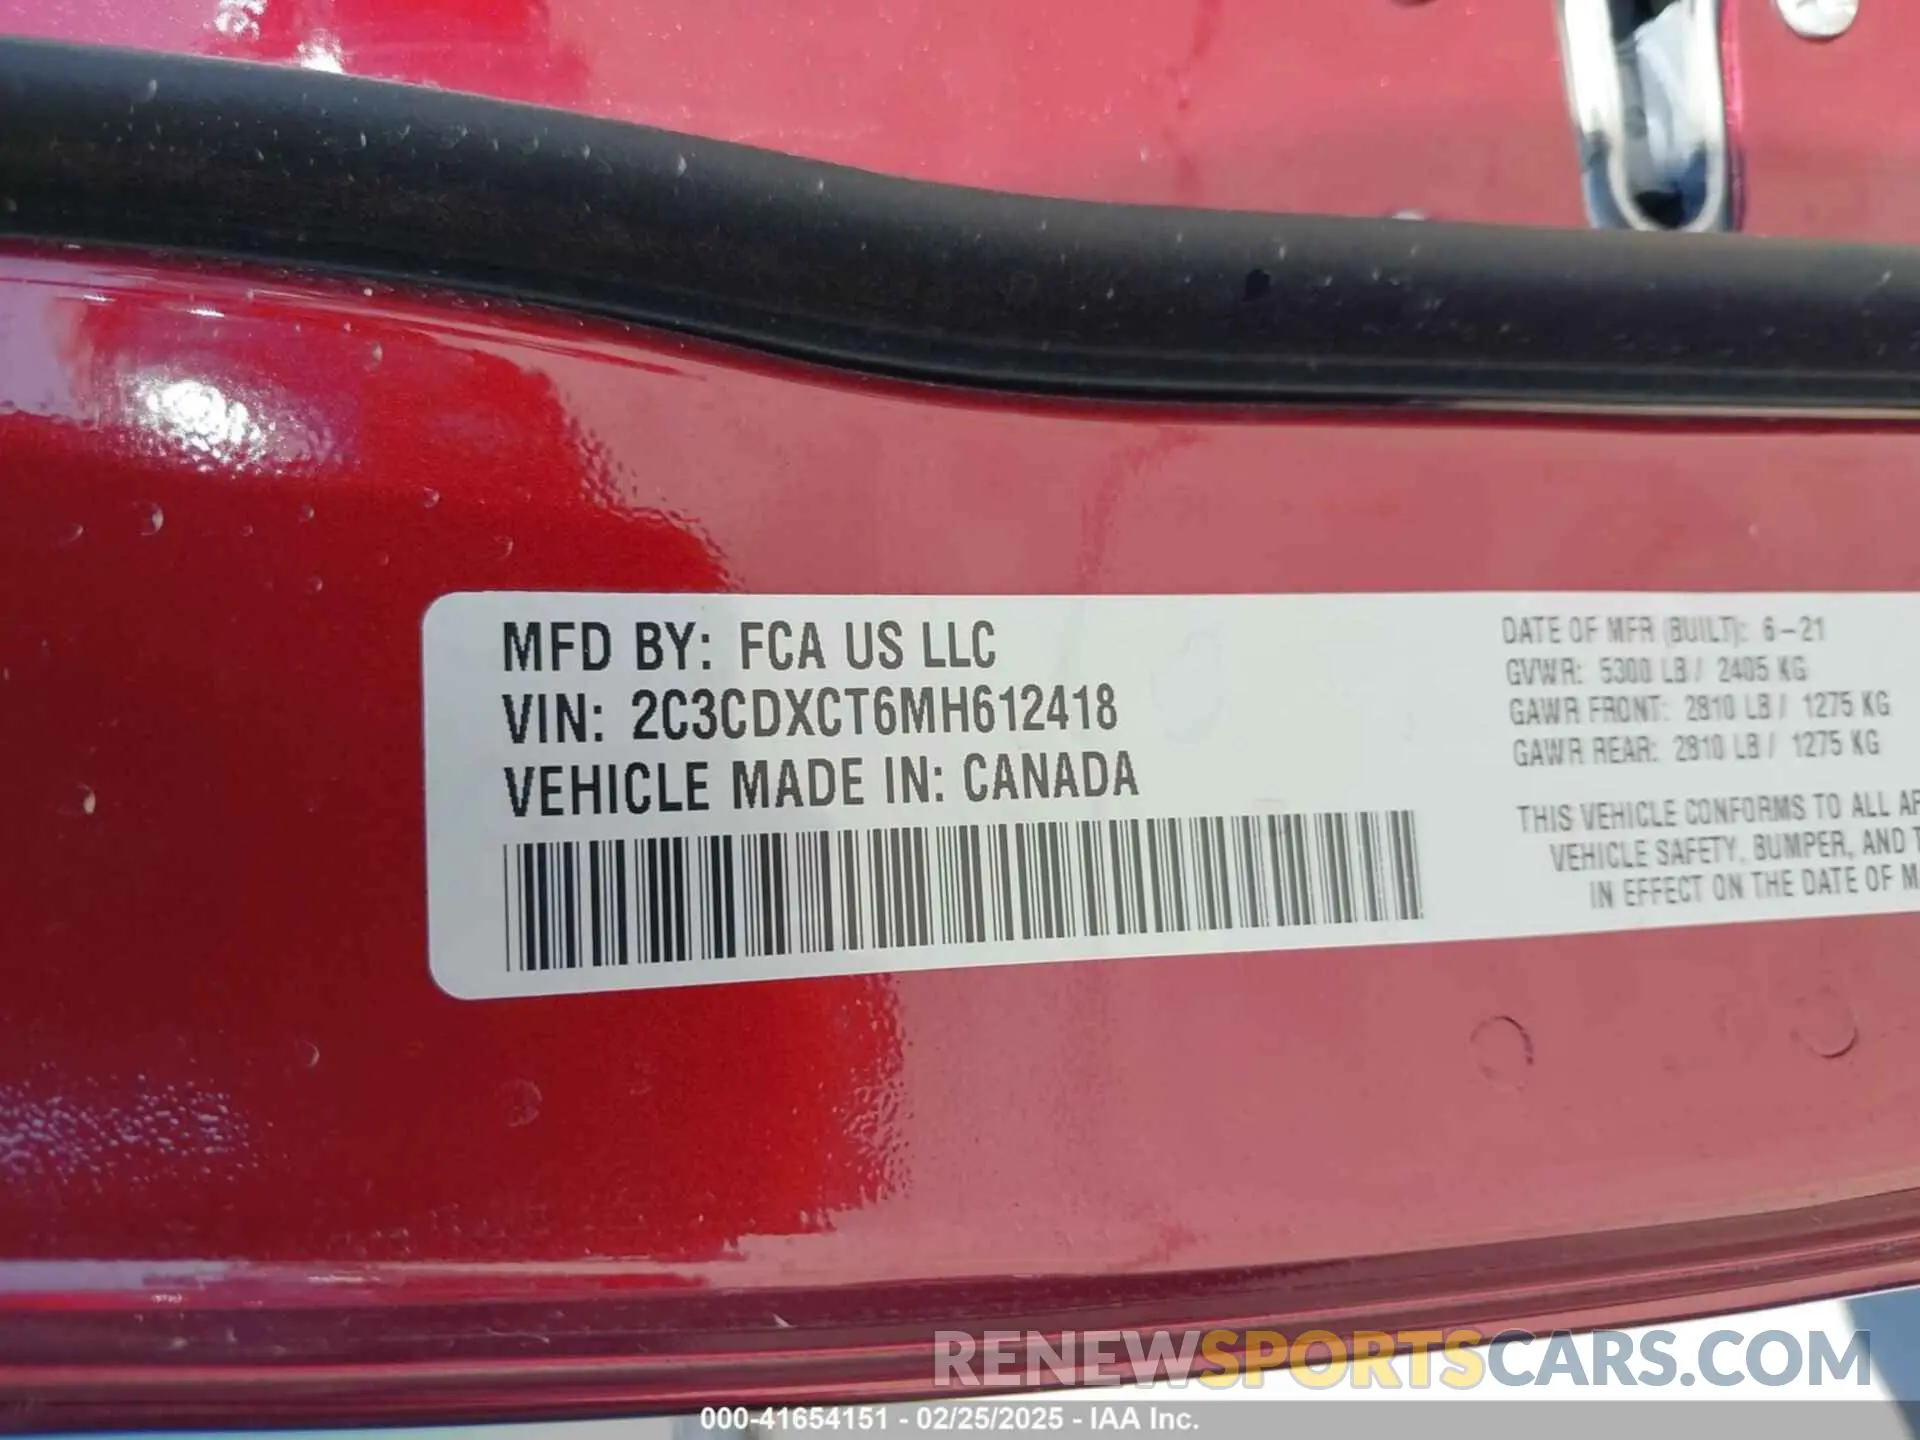 MFD BY: FCA US LLC
VIN: 2C3CDXCT6MH612418
VEHICLE MADE IN: CANADA
DATE OF MFR (BUILT): 6-21
GVWR: 5300 LB / 2405 KG
GAWR FRONT: 2810 LB / 1275 KG
GAWR REAR: 2810 LB / 1275 KG
THIS VEHICLE CONFORMS TO ALL AP
VEHICLE SAFETY, BUMPER, AND T
IN EFFECT ON THE DATE OF M
RENEWSPORTSCARS.COM
000-41654151 - 02/25/2025 - IAA Inc.